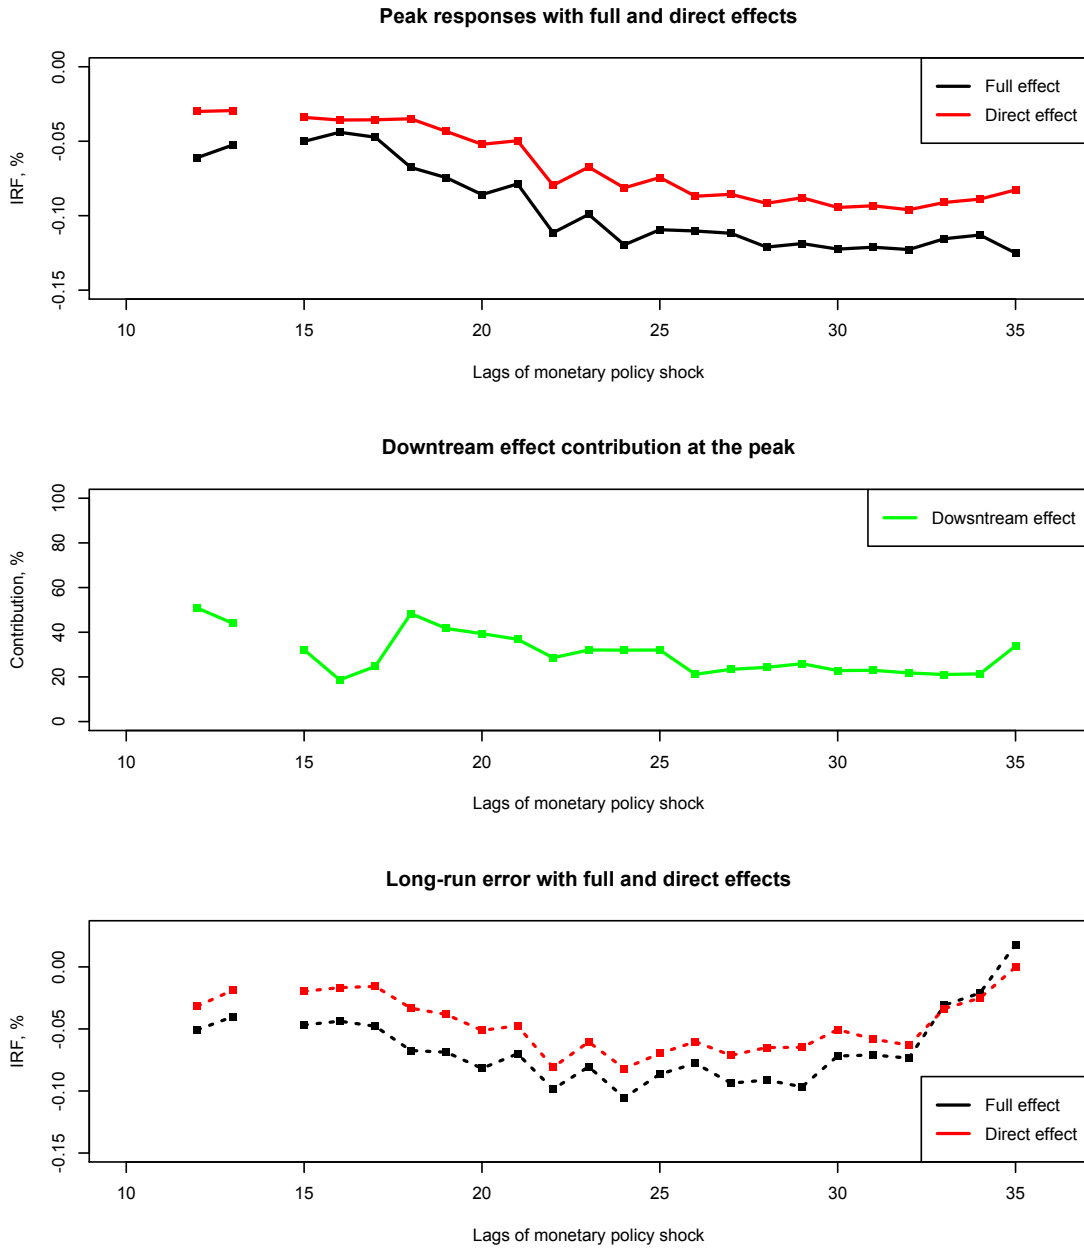 Peak responses with full and direct effects
0.00
-0.05
-0.10
-0.15
IRF, %
Full effect
Direct effect
10 15 20 25 30 35
Lags of monetary policy shock
Downtream effect contribution at the peak
100
80
60
40
20
0
Contribution, %
Dowsntream effect
10 15 20 25 30 35
Lags of monetary policy shock
Long-run error with full and direct effects
0.00
-0.05
-0.10
-0.15
IRF, %
Full effect
Direct effect
10 15 20 25 30 35
Lags of monetary policy shock